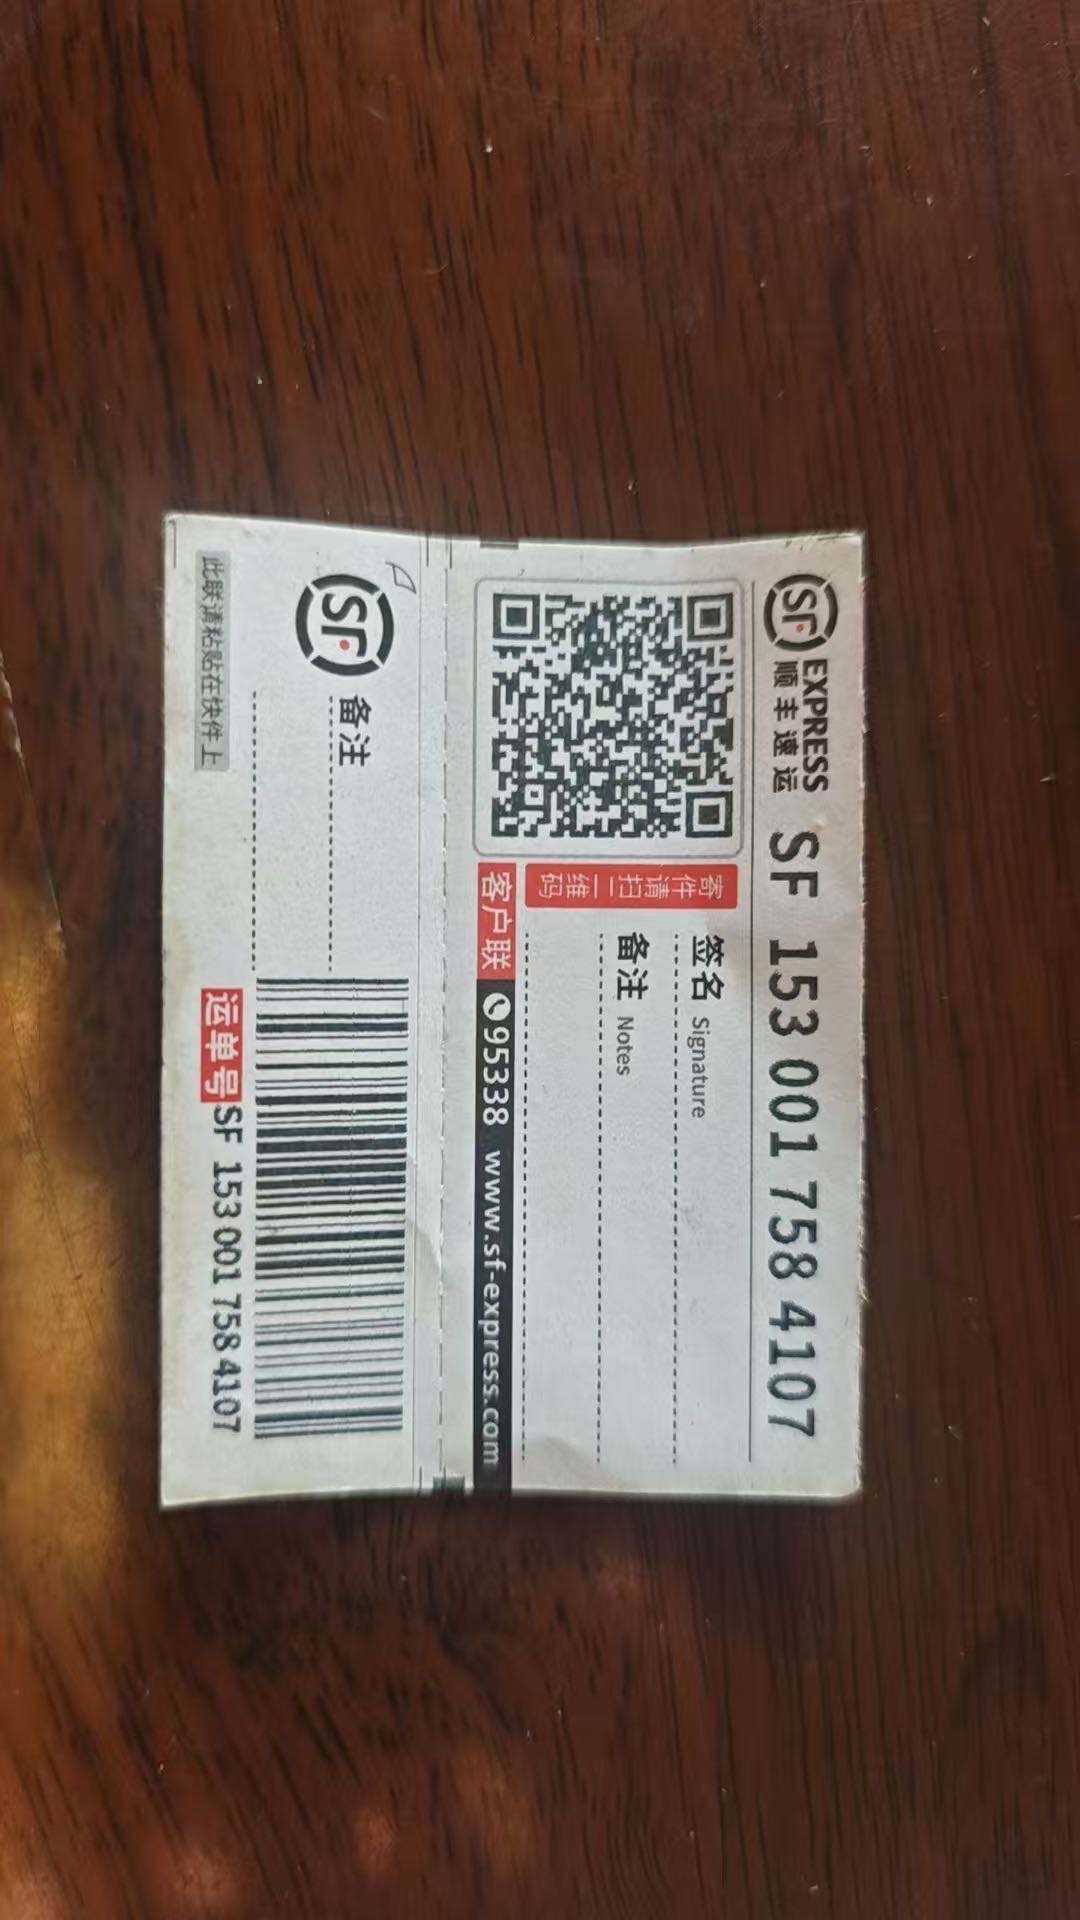 SF EXPRESS
顺丰速运
SF 153 001 758 4107
寄件请扫二维码
签名 Signature
备注 Notes
客户联
95338 www.sf-express.com
SF
备注
此联请粘贴在快件上
运单号 SF 153 001 758 4107